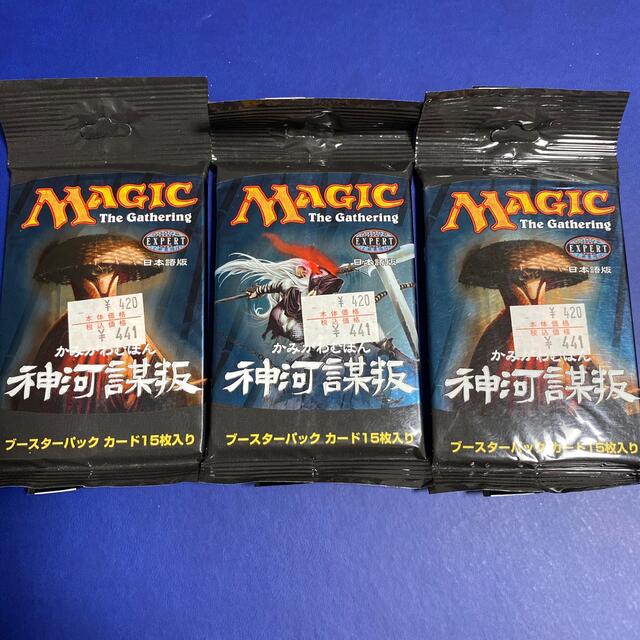 MAGIC
The Gathering
EXPERT
日本語版
¥ 420
本体価格
税込価格
¥ 441
かみかわむほん
神河謀叛
ブースターパック カード15枚入り
MAGIC
The Gathering
EXPERT
日本語版
¥ 420
本体価格
税込価格
¥ 441
かみかわむほん
神河謀叛
ブースターパック カード15枚入り
MAGIC
The Gathering
EXPERT
日本語版
¥ 420
本体価格
税込価格
¥ 441
かみかわむほん
神河謀叛
ブースターパック カード15枚入り